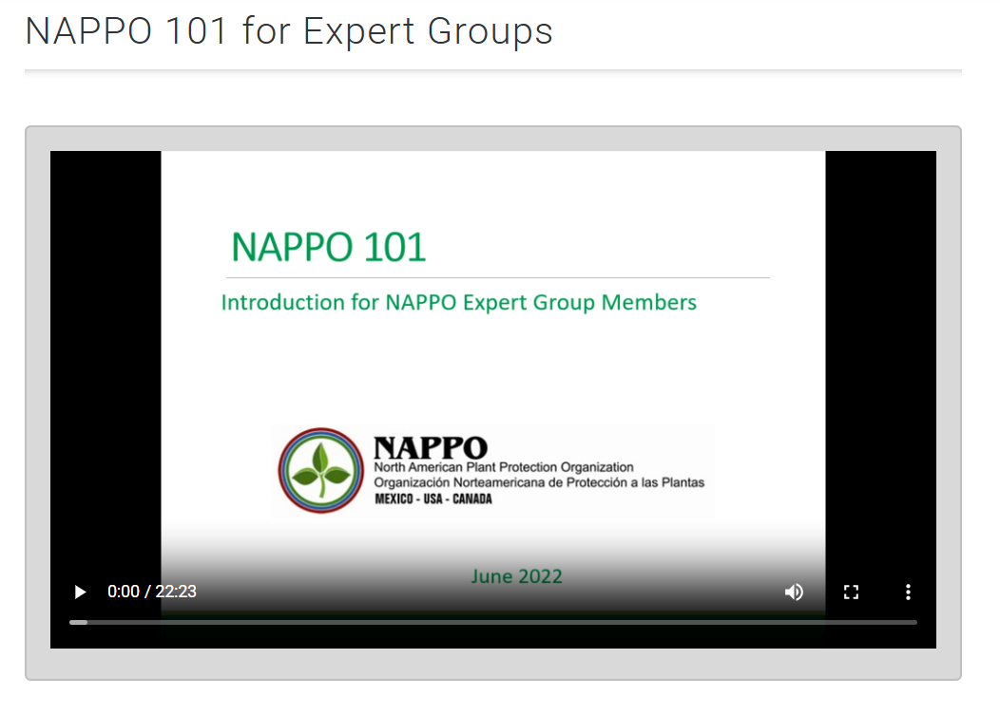 NAPPO 101 for Expert Groups
NAPPO 101
Introduction for NAPPO Expert Group Members
NAPPO
North American Plant Protection Organization
Organización Norteamericana de Protección a las Plantas
MEXICO - USA - CANADA
June 2022
0:00 / 22:23